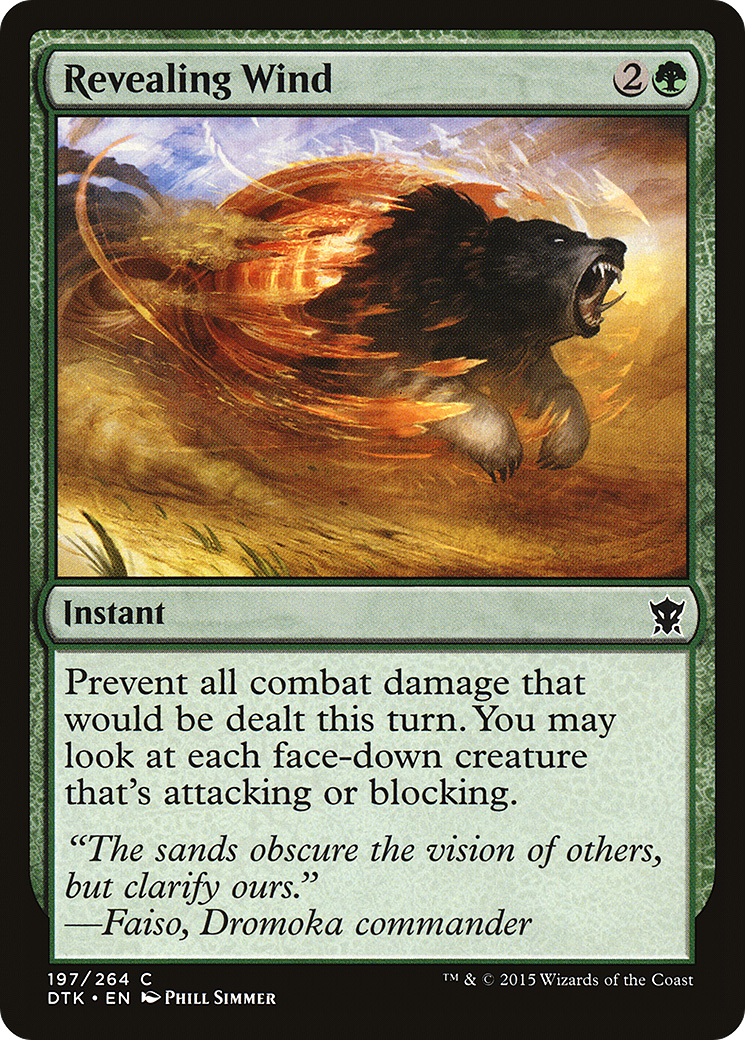 Revealing Wind 2
Instant
Prevent all combat damage that
would be dealt this turn. You may
look at each face-down creature
that's attacking or blocking.
“The sands obscure the vision of others,
but clarify ours.”
—Faiso, Dromoka commander
197/264 C
DTK • EN PHILL SIMMER
™ & © 2015 Wizards of the Coast